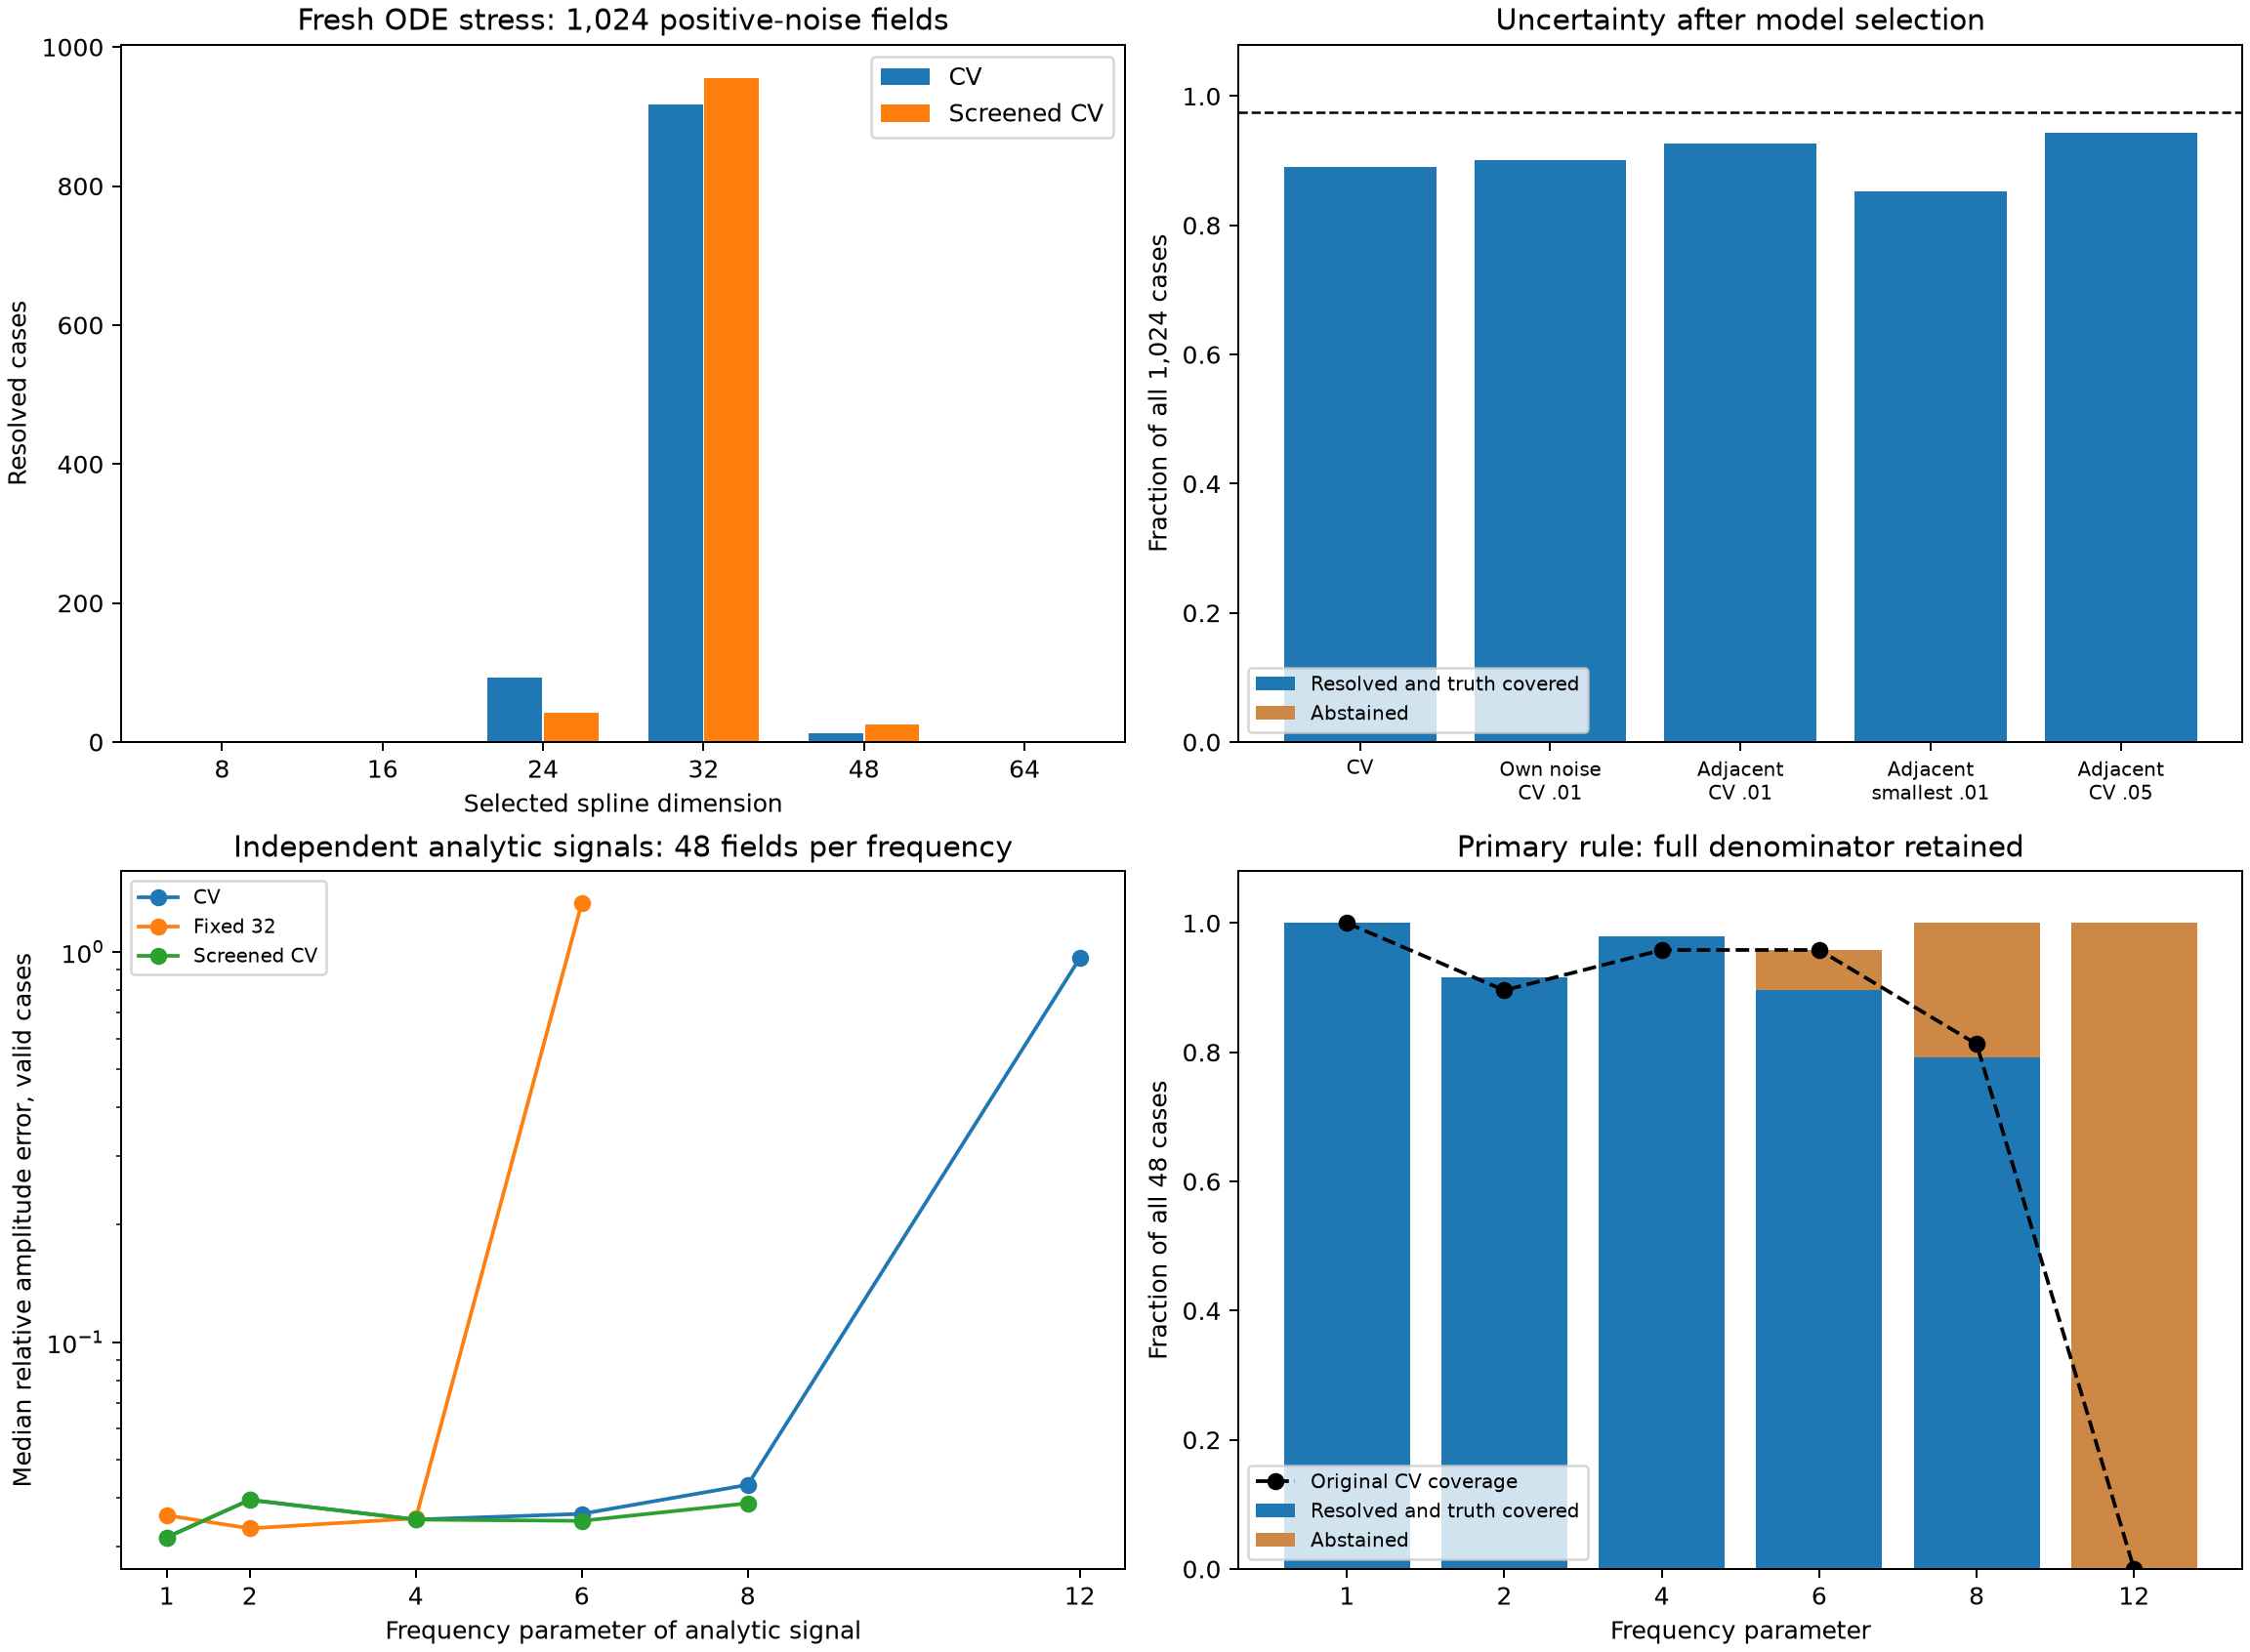 Fresh ODE stress: 1,024 positive-noise fields
1000
800
600
400
200
0
Resolved cases
CV
Screened CV
8
16
24
32
48
64
Selected spline dimension
Uncertainty after model selection
1.0
0.8
0.6
0.4
0.2
0.0
Fraction of all 1,024 cases
Resolved and truth covered
Abstained
CV
Own noise
CV .01
Adjacent
CV .01
Adjacent
smallest .01
Adjacent
CV .05
Independent analytic signals: 48 fields per frequency
CV
Fixed 32
Screened CV
10⁰
10⁻¹
Median relative amplitude error, valid cases
1
2
4
6
8
12
Frequency parameter of analytic signal
Primary rule: full denominator retained
1.0
0.8
0.6
0.4
0.2
0.0
Fraction of all 48 cases
Original CV coverage
Resolved and truth covered
Abstained
1
2
4
6
8
12
Frequency parameter